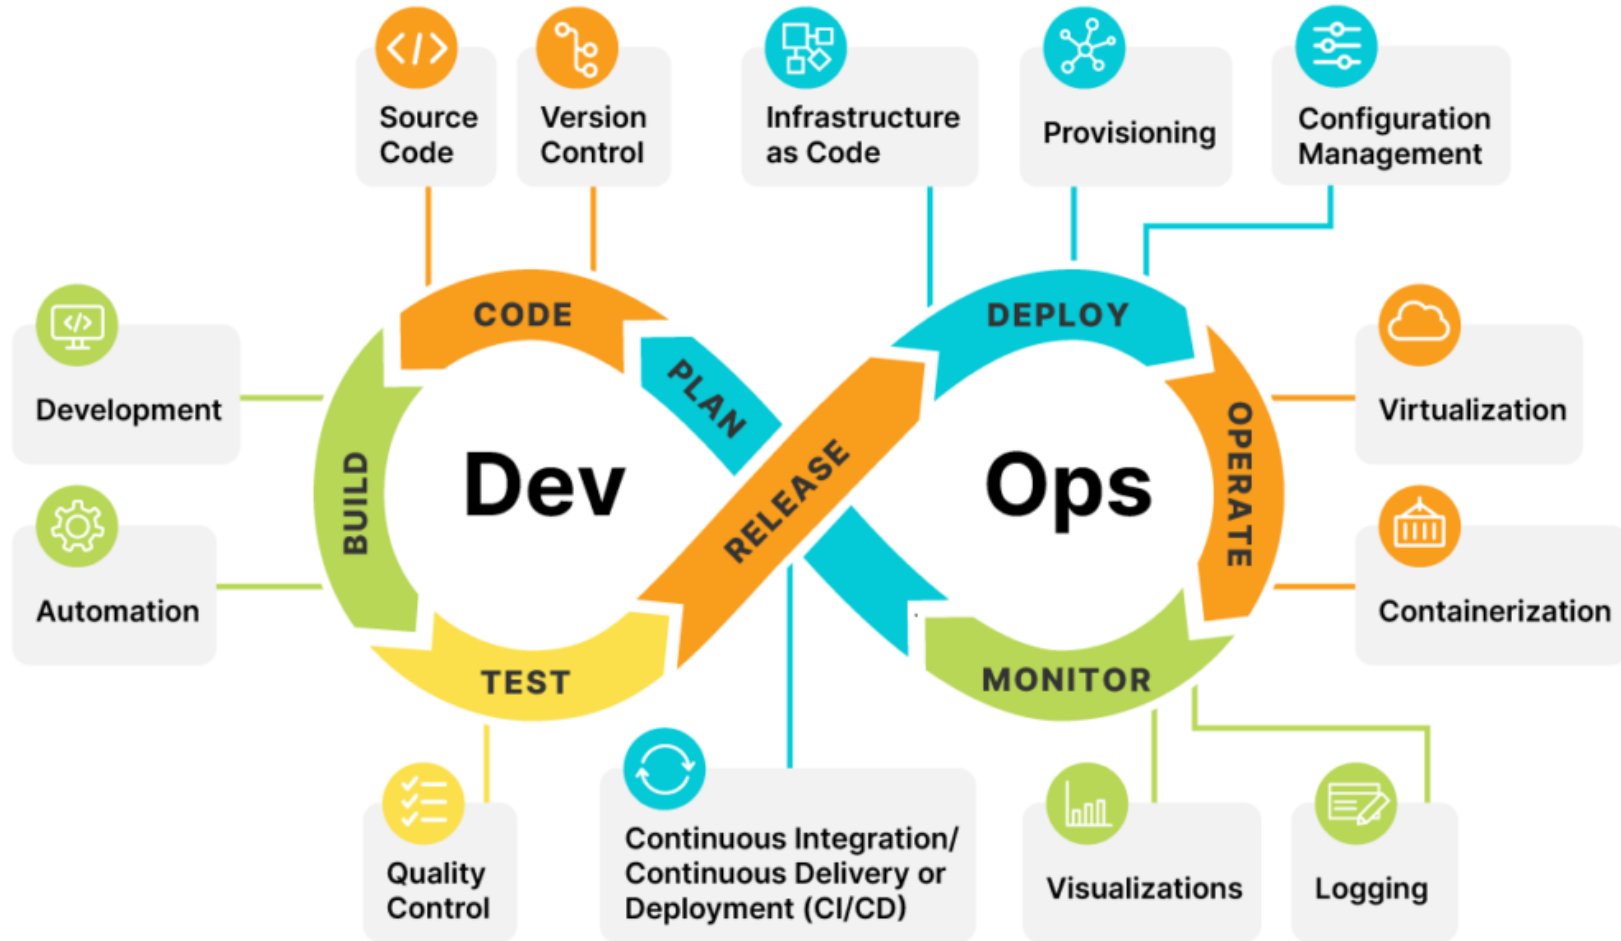 Source
Code
Version
Control
Infrastructure
as Code
Provisioning
Configuration
Management
Development
Automation
CODE
PLAN
BUILD
TEST
RELEASE
DEPLOY
OPERATE
MONITOR
Dev
Ops
Virtualization
Containerization
Quality
Control
Continuous Integration/
Continuous Delivery or
Deployment (CI/CD)
Visualizations
Logging